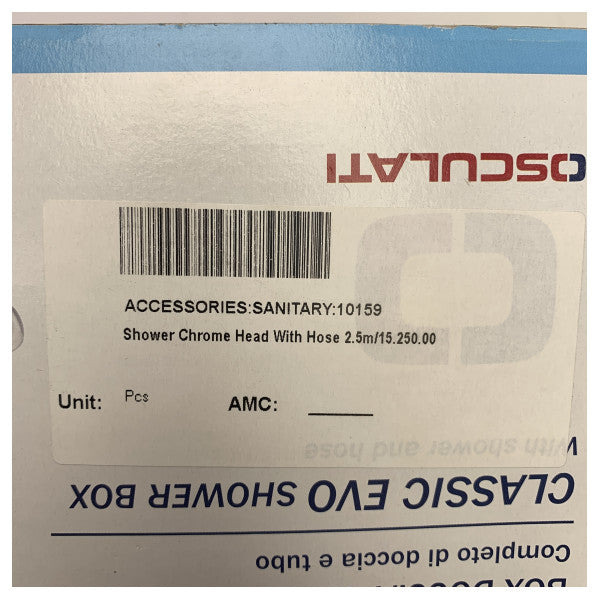 OSCULATI
ACCESSORIES:SANITARY:10159
Shower Chrome Head With Hose 2.5m/15.250.00
Unit: Pcs AMC:
with shower and hose
CLASSIC EVO SHOWER BOX
Completo di doccia e tubo
BOX